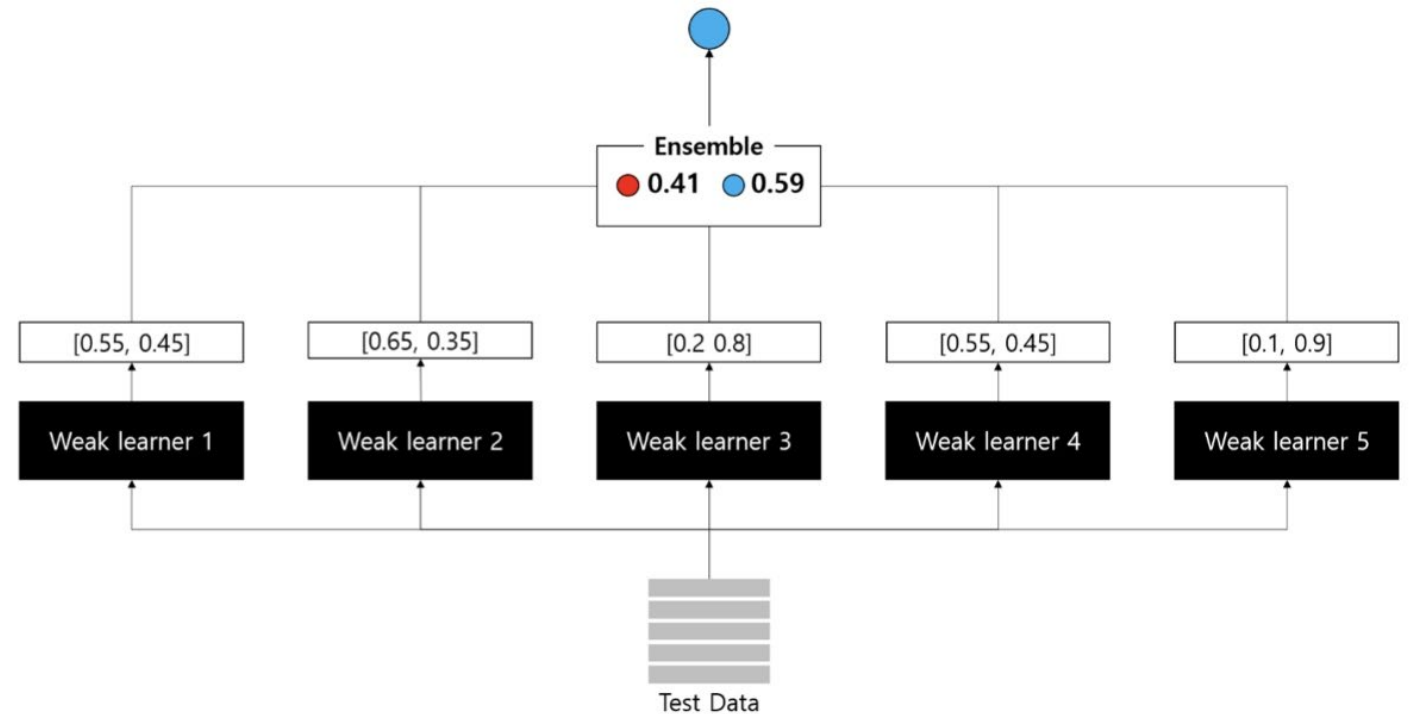 Ensemble
0.41 0.59
[0.55, 0.45] [0.65, 0.35] [0.2 0.8] [0.55, 0.45] [0.1, 0.9]
Weak learner 1 Weak learner 2 Weak learner 3 Weak learner 4 Weak learner 5
Test Data